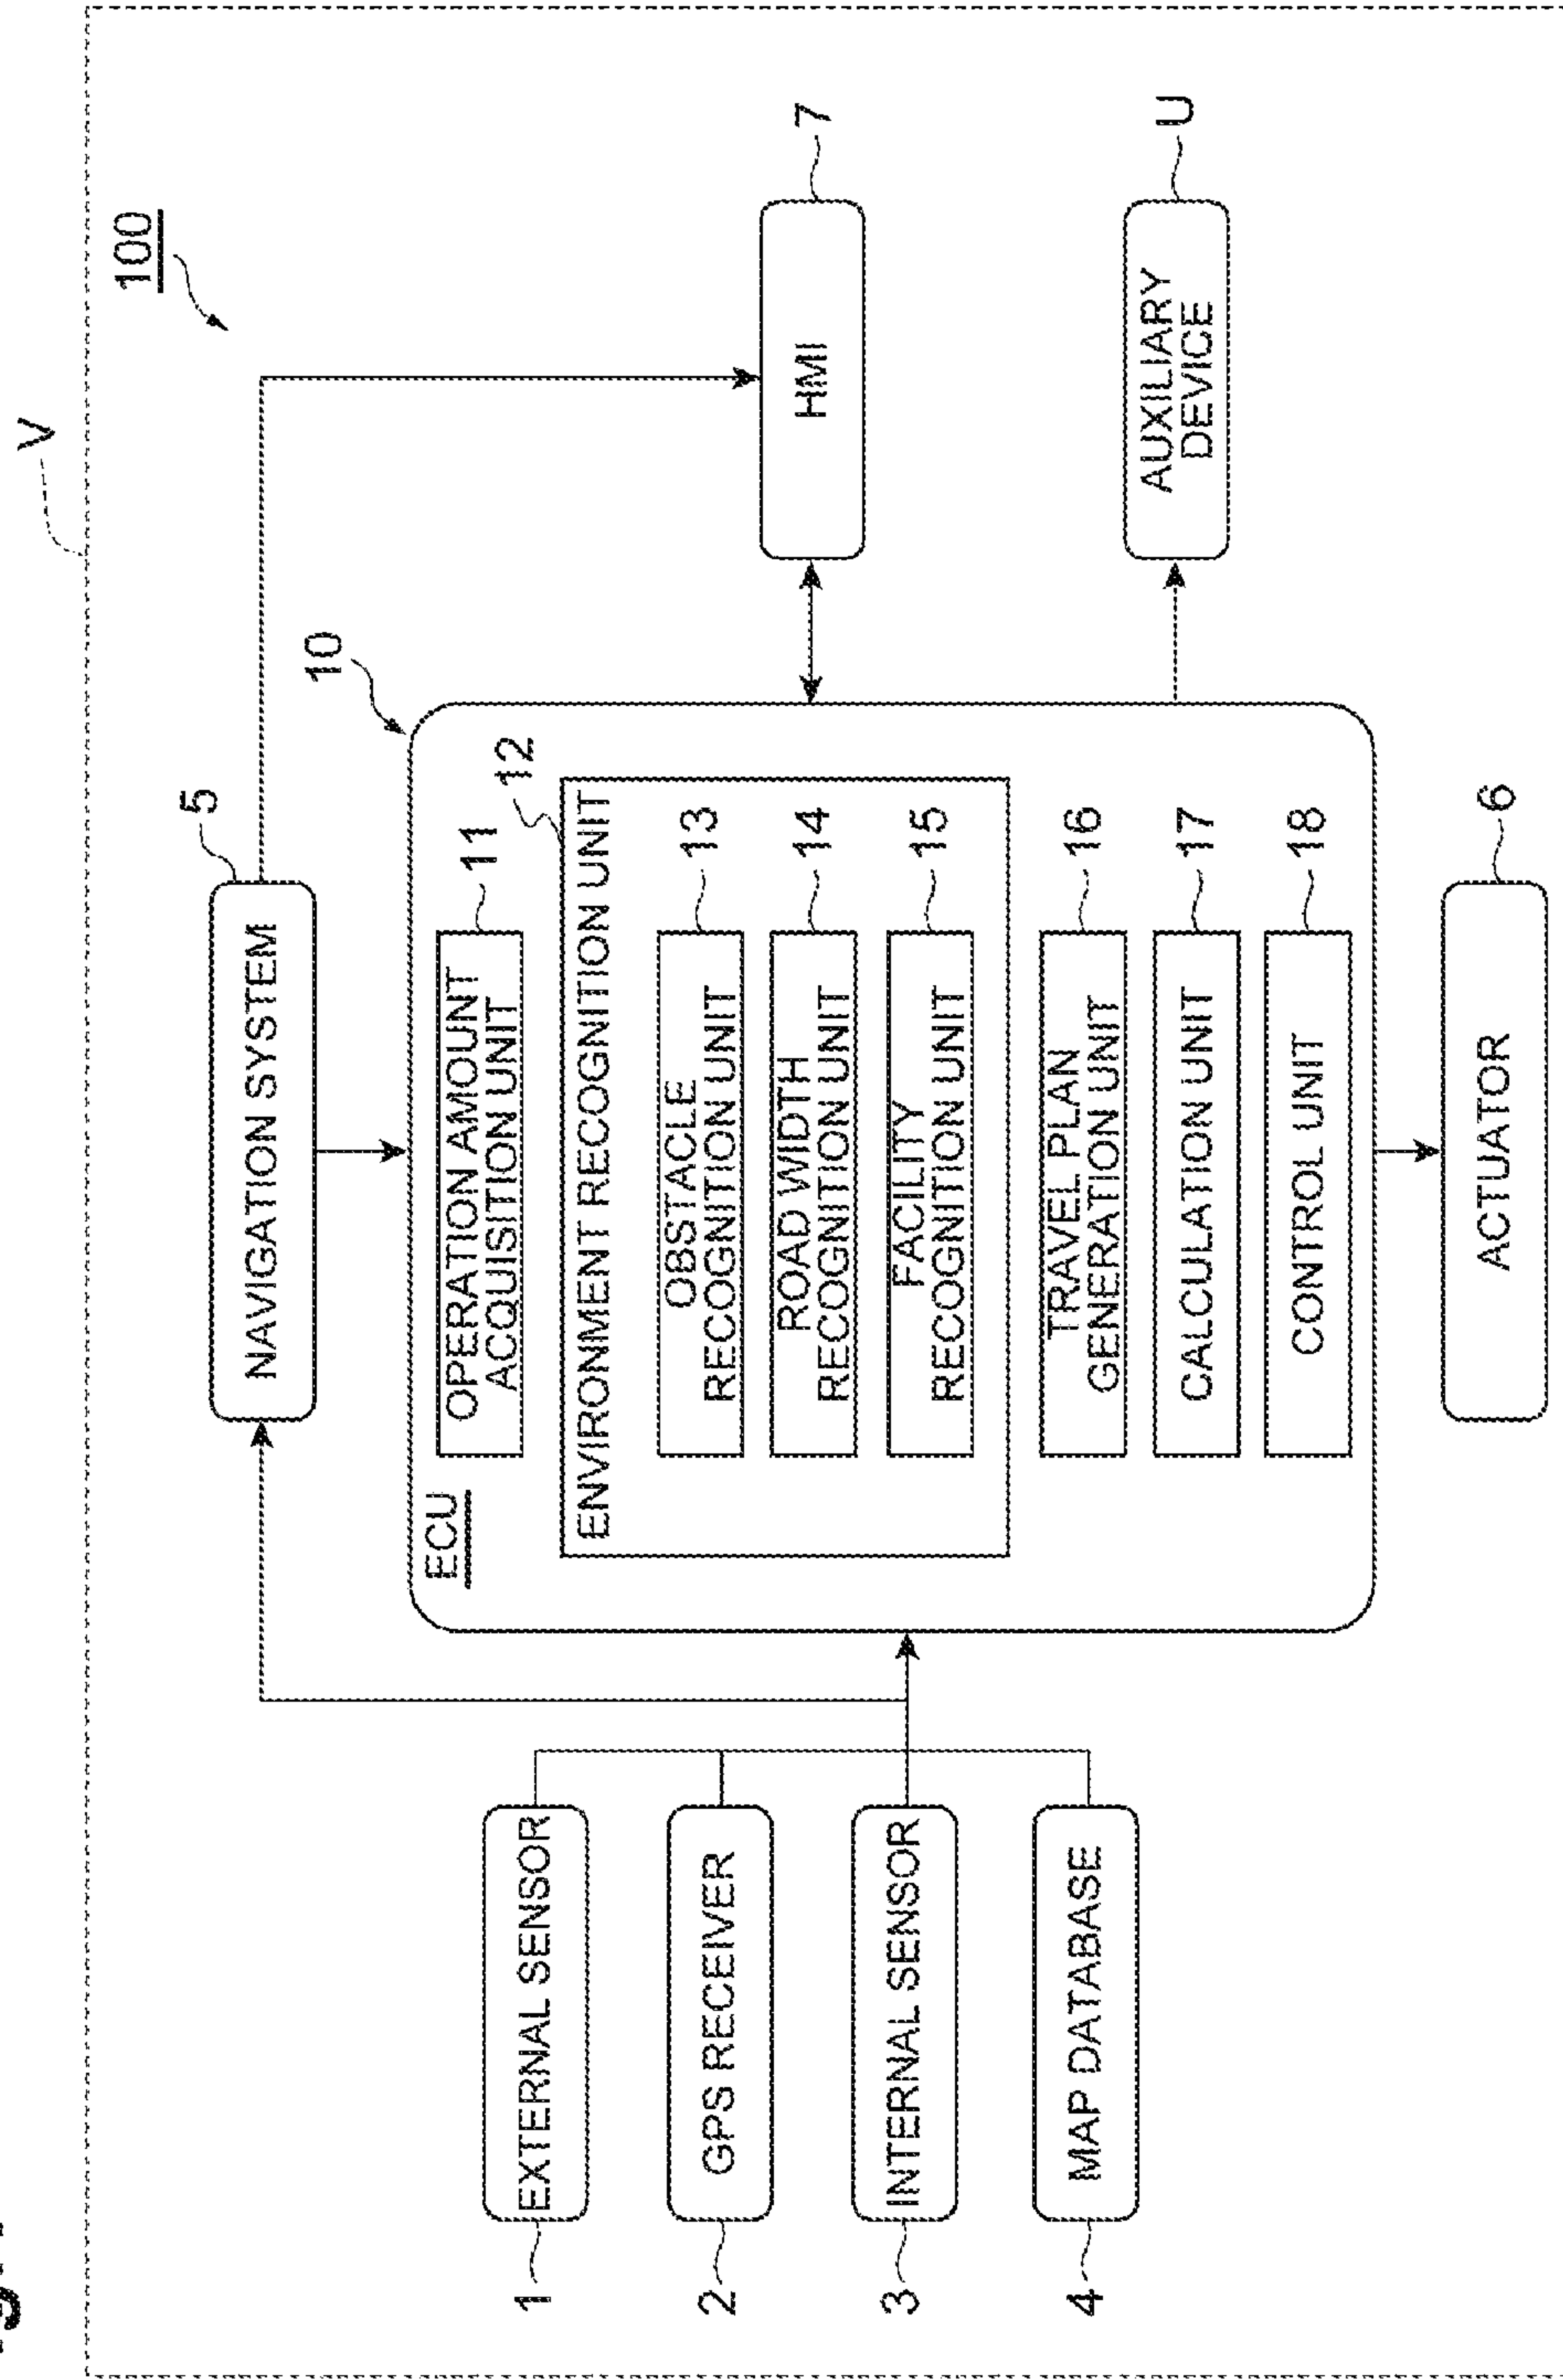 V
100
5
NAVIGATION SYSTEM
10
ECU
OPERATION AMOUNT
ACQUISITION UNIT
11
12
ENVIRONMENT RECOGNITION UNIT
OBSTACLE
RECOGNITION UNIT
13
ROAD WIDTH
RECOGNITION UNIT
14
FACILITY
RECOGNITION UNIT
15
TRAVEL PLAN
GENERATION UNIT
16
CALCULATION UNIT
17
CONTROL UNIT
18
1
EXTERNAL SENSOR
2
GPS RECEIVER
3
INTERNAL SENSOR
4
MAP DATABASE
HMI
7
AUXILIARY
DEVICE
U
ACTUATOR
6